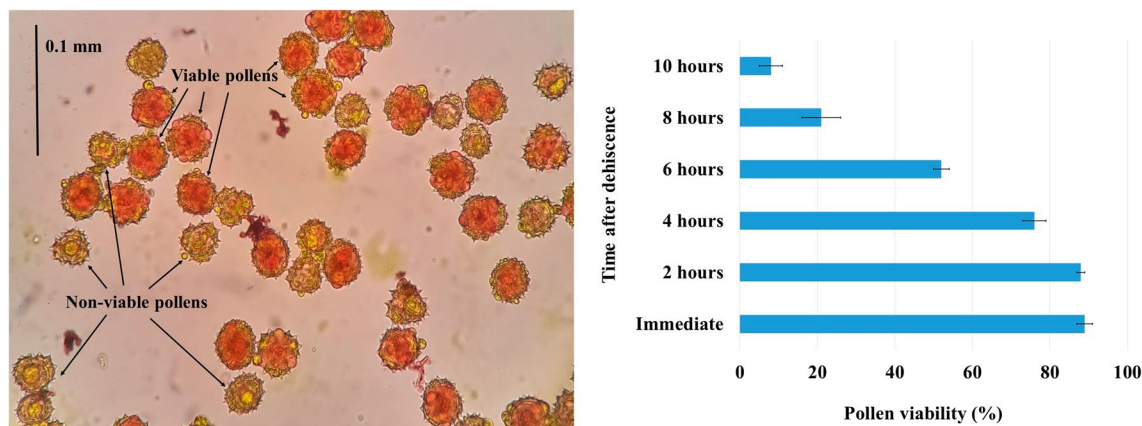 0.1 mm
Viable pollens
Non-viable pollens
Time after dehiscence
10 hours
8 hours
6 hours
4 hours
2 hours
Immediate
0 20 40 60 80 100
Pollen viability (%)